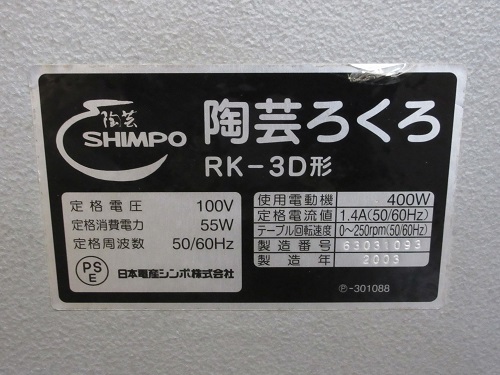 陶芸
SHIMPO
陶芸ろくろ
RK-3D形
定格電圧 100V
定格消費電力 55W
定格周波数 50/60Hz
PS
E
日本電産シンポ株式会社
使用電動機 400W
定格電流値 1.4A(50/60Hz)
テーブル回転速度 0~250rpm(50/60Hz)
製造番号 63031093
製造年 2003
Ⓟ-301088